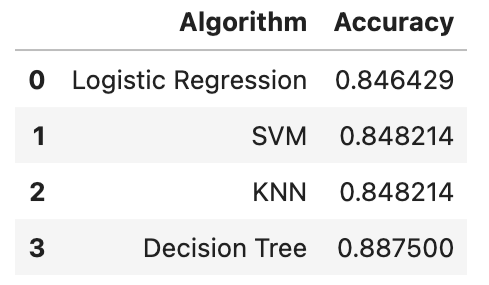 Algorithm Accuracy
0 Logistic Regression 0.846429
1 SVM 0.848214
2 KNN 0.848214
3 Decision Tree 0.887500